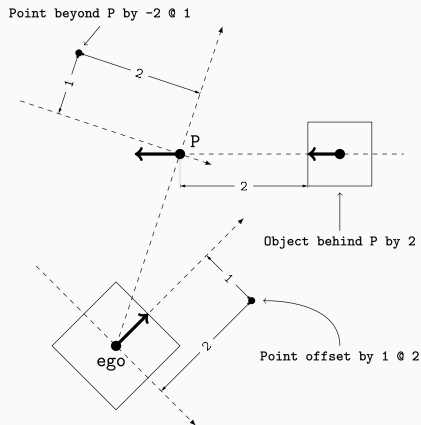 Point beyond P by -2 @ 1
1
2
P
2
Object behind P by 2
1
2
ego
Point offset by 1 @ 2